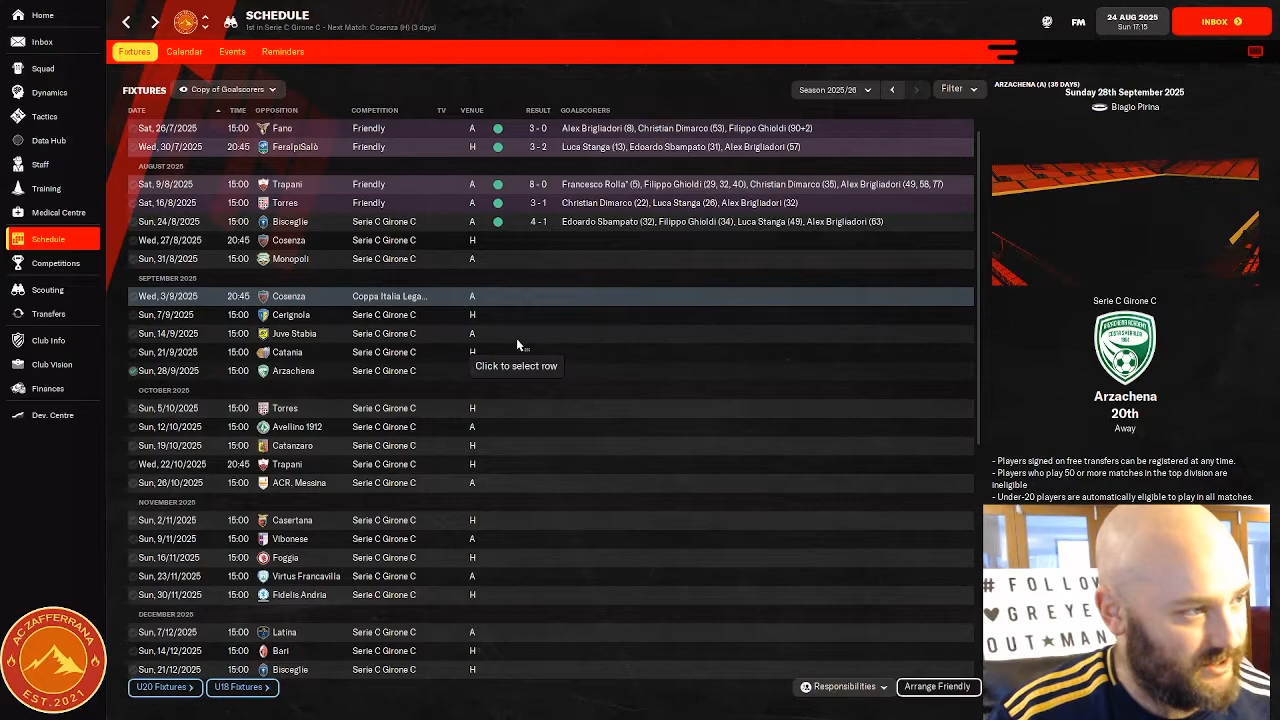 Home
SCHEDULE
1st in Serie C Girone C - Next Match: Cosenza (H) (3 days)
FM
24 AUG 2025
Sun 17:15
INBOX
Inbox
Squad
Dynamics
Tactics
Data Hub
Staff
Training
Medical Centre
Schedule
Competitions
Scouting
Transfers
Club Info
Club Vision
Finances
Dev. Centre
Fixtures Calendar Events Reminders
FIXTURES Copy of Goalscorers Season 2025/26 Filter
DATE TIME OPPOSITION COMPETITION TV VENUE RESULT GOALSCORERS
Sat, 26/7/2025 15:00 Fano Friendly A 3 - 0 Alex Brigliadori (8), Christian Dimarco (53), Filippo Ghioldi (90+2)
Wed, 30/7/2025 20:45 FeralpiSalò Friendly H 3 - 2 Luca Stanga (13), Edoardo Sbampato (31), Alex Brigliadori (57)
AUGUST 2025
Sat, 9/8/2025 15:00 Trapani Friendly A 8 - 0 Francesco Rolla* (5), Filippo Ghioldi (29, 32, 40), Christian Dimarco (35), Alex Brigliadori (49, 58, 77)
Sat, 16/8/2025 15:00 Torres Friendly A 3 - 1 Christian Dimarco (22), Luca Stanga (26), Alex Brigliadori (32)
Sun, 24/8/2025 15:00 Bisceglie Serie C Girone C A 4 - 1 Edoardo Sbampato (32), Filippo Ghioldi (34), Luca Stanga (49), Alex Brigliadori (63)
Wed, 27/8/2025 20:45 Cosenza Serie C Girone C H
Sun, 31/8/2025 15:00 Monopoli Serie C Girone C A
SEPTEMBER 2025
Wed, 3/9/2025 20:45 Cosenza Coppa Italia Lega... A
Sun, 7/9/2025 15:00 Cerignola Serie C Girone C H
Sun, 14/9/2025 15:00 Juve Stabia Serie C Girone C A
Sun, 21/9/2025 15:00 Catania Serie C Girone C H
Sun, 28/9/2025 15:00 Arzachena Serie C Girone C
Click to select row
OCTOBER 2025
Sun, 5/10/2025 15:00 Torres Serie C Girone C H
Sun, 12/10/2025 15:00 Avellino 1912 Serie C Girone C A
Sun, 19/10/2025 15:00 Catanzaro Serie C Girone C H
Wed, 22/10/2025 20:45 Trapani Serie C Girone C H
Sun, 26/10/2025 15:00 ACR. Messina Serie C Girone C A
NOVEMBER 2025
Sun, 2/11/2025 15:00 Casertana Serie C Girone C H
Sun, 9/11/2025 15:00 Vibonese Serie C Girone C A
Sun, 16/11/2025 15:00 Foggia Serie C Girone C H
Sun, 23/11/2025 15:00 Virtus Francavilla Serie C Girone C A
Sun, 30/11/2025 15:00 Fidelis Andria Serie C Girone C H
DECEMBER 2025
Sun, 7/12/2025 15:00 Latina Serie C Girone C A
Sun, 14/12/2025 15:00 Bari Serie C Girone C H
Sun, 21/12/2025 15:00 Bisceglie Serie C Girone C H
U20 Fixtures U18 Fixtures Responsibilities Arrange Friendly
ARZACHENA (A) (35 DAYS)
Sunday 28th September 2025
Biagio Pirina
Serie C Girone C
Arzachena
20th
Away
- Players signed on free transfers can be registered at any time.
- Players who play 50 or more matches in the top division are
ineligible
- Under-20 players are automatically eligible to play in all matches.
AC ZAFFERRANA
EST. 2021
# FOLLOW
♥GREYE
OUT★MAN